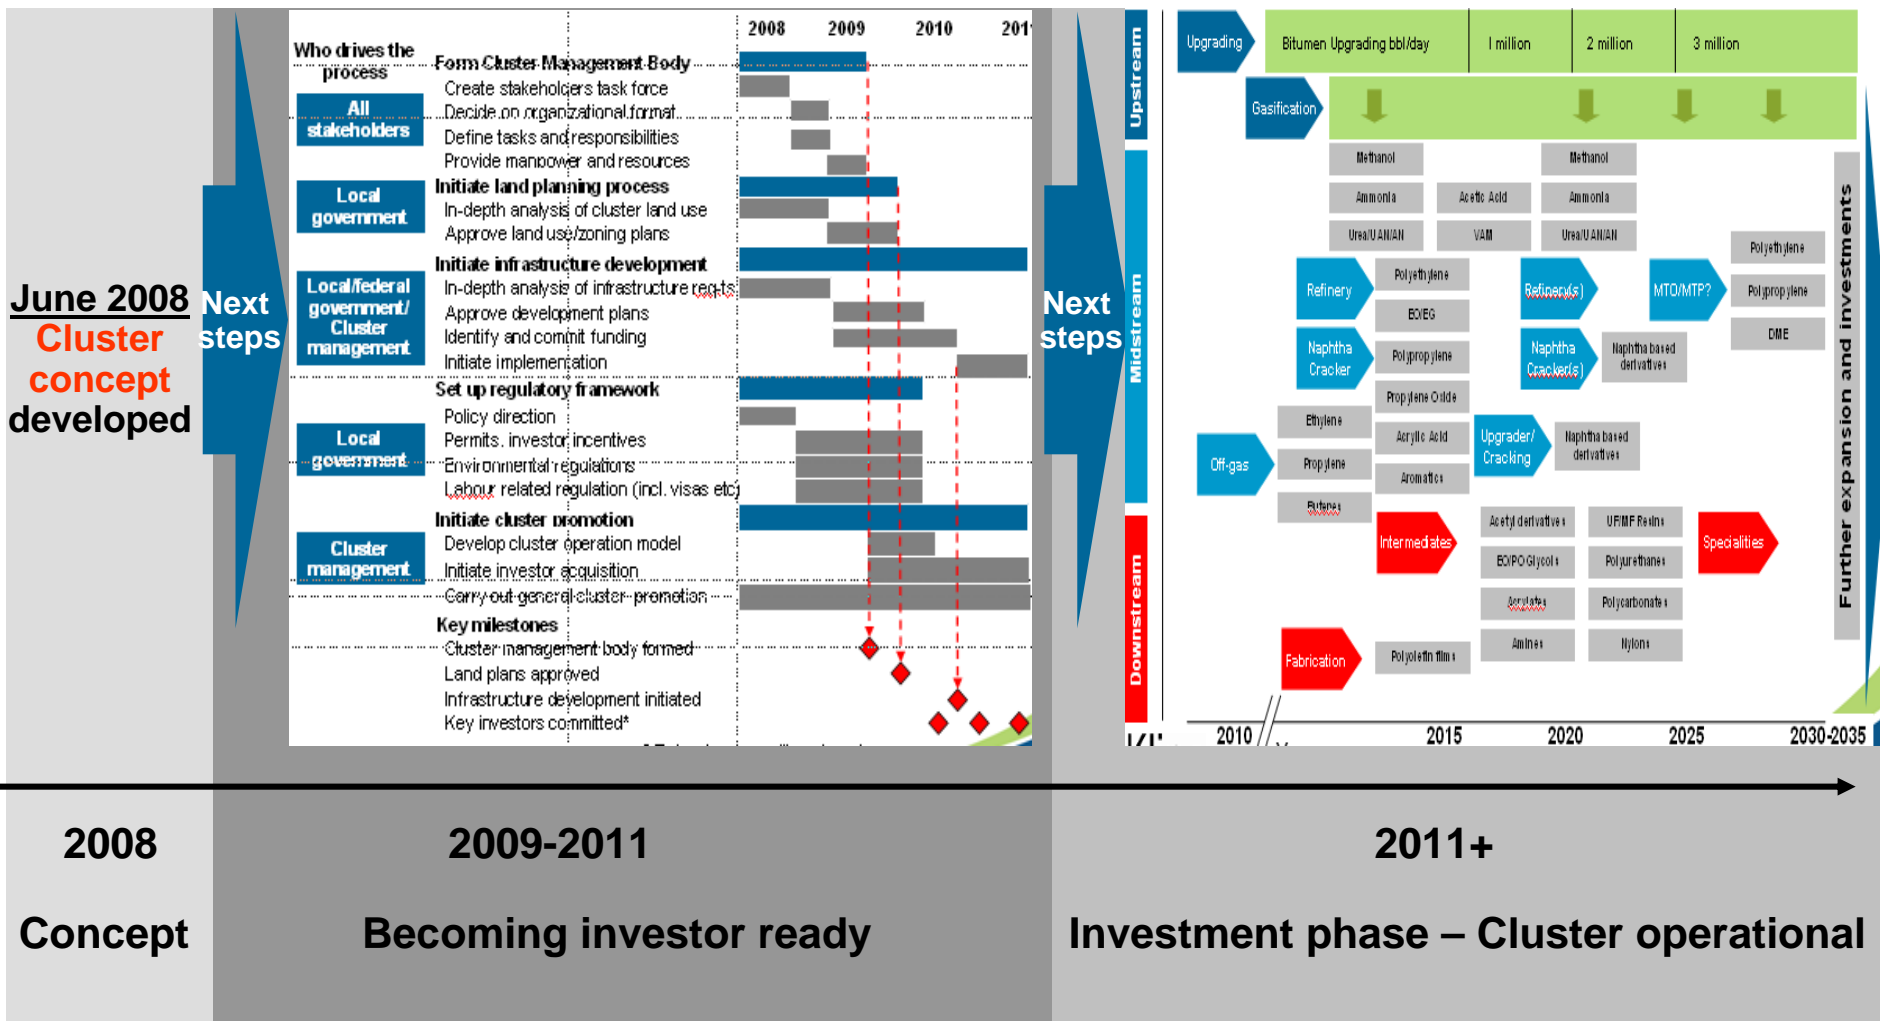 June 2008
Cluster
concept
developed
Next
steps
2008 2009 2010 201
Who drives the
process
All
stakeholders
Local
government
Local/federal
government/
Cluster
management
Local
government
Cluster
management
Form Cluster Management Body
Create stakeholders task force
Decide on organizational format
Define tasks and responsibilities
Provide manpower and resources
Initiate land planning process
In-depth analysis of cluster land use
Approve land use/zoning plans
Initiate infrastructure development
In-depth analysis of infrastructure req-ts
Approve development plans
Identify and commit funding
Initiate implementation
Set up regulatory framework
Policy direction
Permits, investor incentives
Environmental regulations
Labour related regulation (incl. visas etc)
Initiate cluster promotion
Develop cluster operation model
Initiate investor acquisition
Carry out general cluster promotion
Key milestones
Cluster management body formed
Land plans approved
Infrastructure development initiated
Key investors committed*
Next
steps
Upstream
Midstream
Downstream
Upgrading
Bitumen Upgrading bbl/day
1 million
2 million
3 million
Gasification
Methanol
Ammonia
Urea/UAN/AN
Acetic Acid
VAM
Methanol
Ammonia
Urea/UAN/AN
Refinery
Naphtha
Cracker
Polyethylene
EO/EG
Polypropylene
Propylene Oxide
Acrylic Acid
Aromatics
Refinery(s)
Naphtha
Cracker(s)
Naphtha based
derivatives
MTO/MTP?
Polyethylene
Polypropylene
DME
Off-gas
Ethylene
Propylene
Butenes
Upgrader/
Cracking
Naphtha based
derivatives
Intermediates
Acetyl derivatives
EO/PO Glycols
Acrylates
Amines
UF/MF Resins
Polyurethanes
Polycarbonates
Nylons
Specialities
Fabrication
Polyolefin films
Further expansion and investments
2010 2015 2020 2025 2030-2035
2008
2009-2011
2011+
Concept
Becoming investor ready
Investment phase – Cluster operational